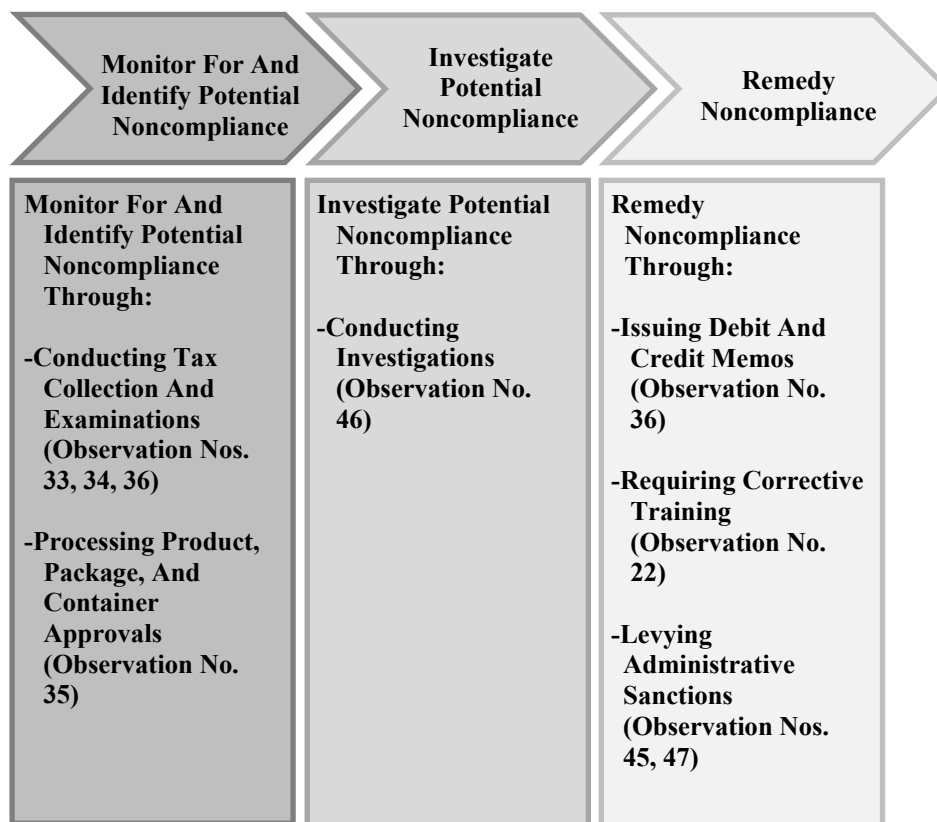 Monitor For And
Identify Potential
Noncompliance
Investigate
Potential
Noncompliance
Remedy
Noncompliance
Monitor For And
Identify Potential
Noncompliance
Through:
-Conducting Tax
Collection And
Examinations
(Observation Nos.
33, 34, 36)
-Processing Product,
Package, And
Container
Approvals
(Observation No.
35)
Investigate Potential
Noncompliance
Through:
-Conducting
Investigations
(Observation No.
46)
Remedy
Noncompliance
Through:
-Issuing Debit And
Credit Memos
(Observation No.
36)
-Requiring Corrective
Training
(Observation No.
22)
-Levying
Administrative
Sanctions
(Observation Nos.
45, 47)